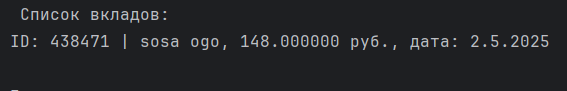 Список вкладов:
ID: 438471 | sosa ogo, 148.000000 руб., дата: 2.5.2025